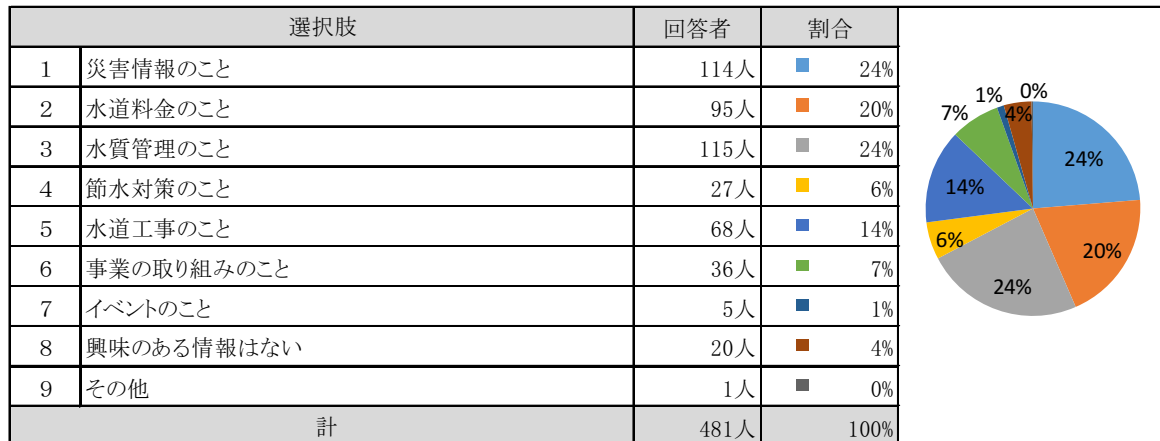 選択肢 回答者 割合
1 災害情報のこと 114人 24%
2 水道料金のこと 95人 20%
3 水質管理のこと 115人 24%
4 節水対策のこと 27人 6%
5 水道工事のこと 68人 14%
6 事業の取り組みのこと 36人 7%
7 イベントのこと 5人 1%
8 興味のある情報はない 20人 4%
9 その他 1人 0%
計 481人 100%
24%
20%
24%
6%
14%
7%
1%
4%
0%